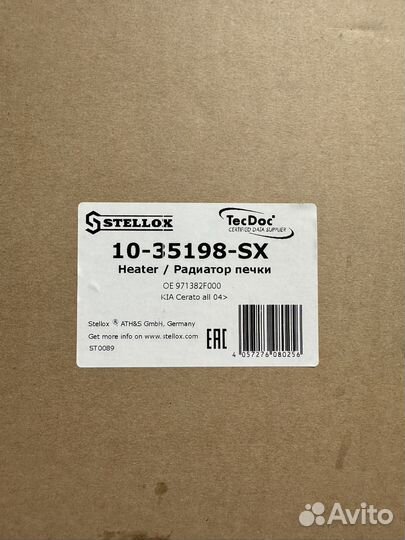 STELLOX
TecDoc
CERTIFIED DATA SUPPLIER
10-35198-SX
Heater / Радиатор печки
OE 971382F000
KIA Cerato all 04>
Stellox ® ATH&S GmbH, Germany
Get more info on www.stellox.com
ST0089
EAC
4 057276 080256
Avito